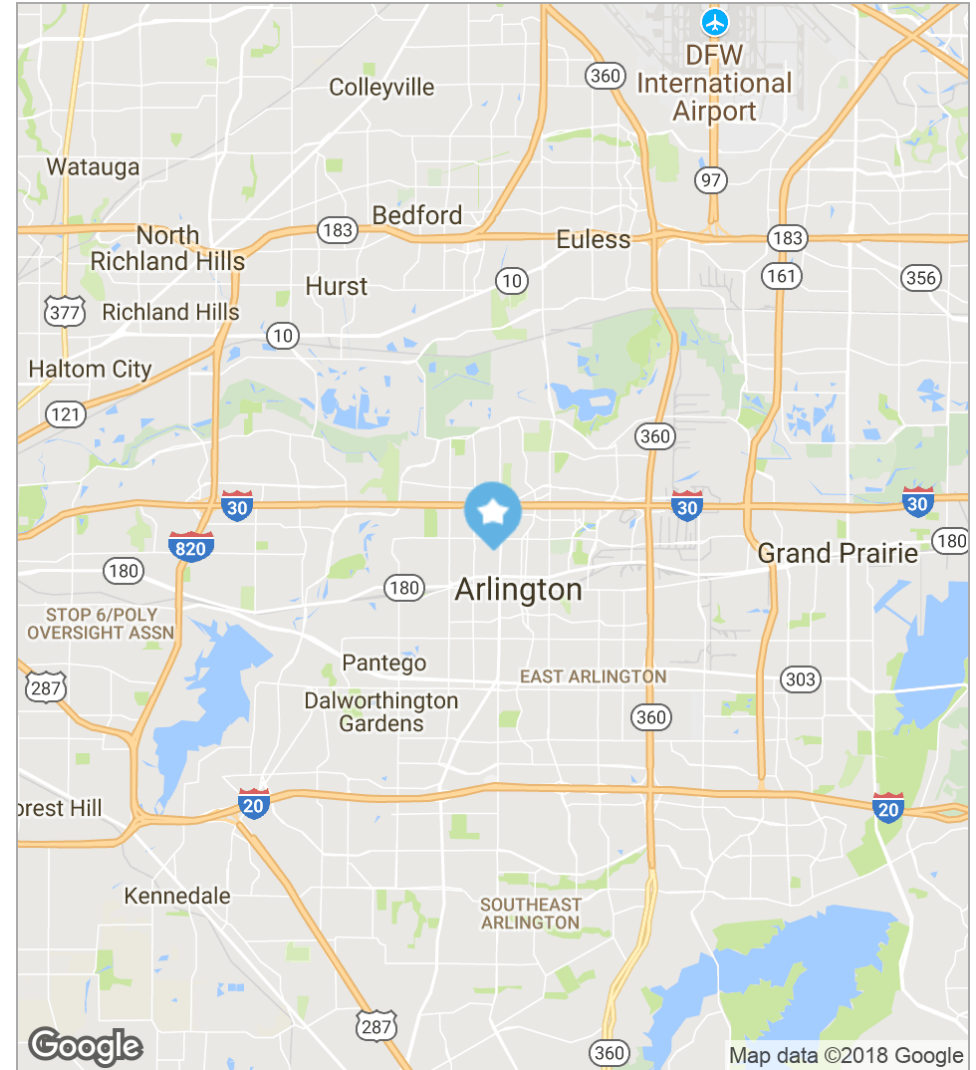 DFW
International
Airport
360
Colleyville
Watauga
97
Bedford
183
North
Richland Hills
Euless
183
161
356
Hurst
10
377
Richland Hills
10
Haltom City
121
360
30
30
30
820
180
Grand Prairie
180
180
Arlington
STOP 6/POLY
OVERSIGHT ASSN
Pantego
EAST ARLINGTON
303
287
Dalworthington
Gardens
360
20
orest Hill
20
Kennedale
SOUTHEAST
ARLINGTON
287
Google
360
Map data ©2018 Google